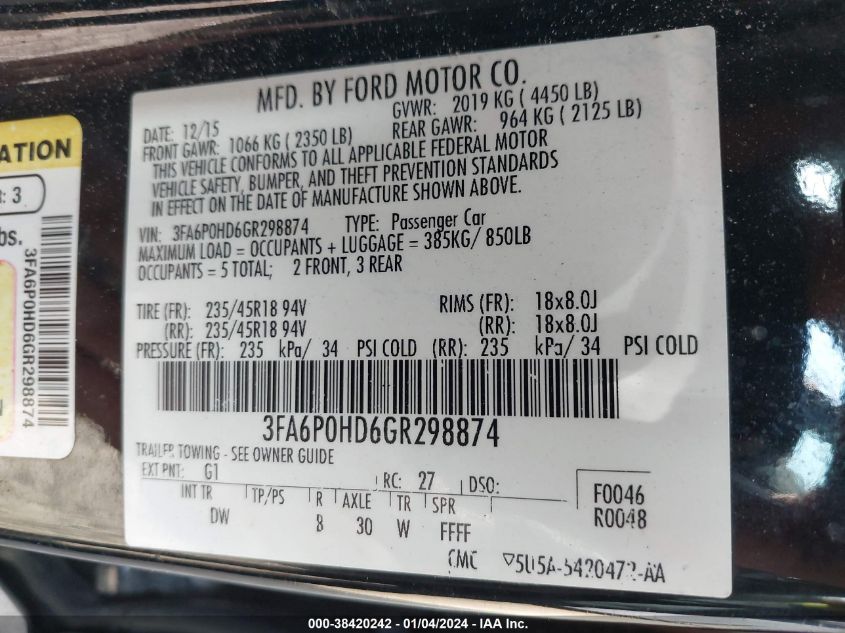 MFD. BY FORD MOTOR CO.
DATE: 12/15 GVWR: 2019 KG ( 4450 LB)
FRONT GAWR: 1066 KG ( 2350 LB) REAR GAWR: 964 KG ( 2125 LB)
THIS VEHICLE CONFORMS TO ALL APPLICABLE FEDERAL MOTOR
VEHICLE SAFETY, BUMPER, AND THEFT PREVENTION STANDARDS
IN EFFECT ON THE DATE OF MANUFACTURE SHOWN ABOVE.
VIN: 3FA6P0HD6GR298874 TYPE: Passenger Car
MAXIMUM LOAD = OCCUPANTS + LUGGAGE = 385KG/ 850LB
OCCUPANTS = 5 TOTAL; 2 FRONT, 3 REAR
TIRE (FR): 235/45R18 94V RIMS (FR): 18x8.0J
(RR): 235/45R18 94V (RR): 18x8.0J
PRESSURE (FR): 235 kPa/ 34 PSI COLD (RR): 235 kPa/ 34 PSI COLD
3FA6P0HD6GR298874
TRAILER TOWING - SEE OWNER GUIDE
EXT PNT: G1 RC: 27 DSO:
INT TR TP/PS R AXLE TR SPR
DW 8 30 W FFFF
F0046
R0048
CMC
ATION
: 3
bs.
3FA6P0HD6GR298874
000-38420242 - 01/04/2024 - IAA Inc.